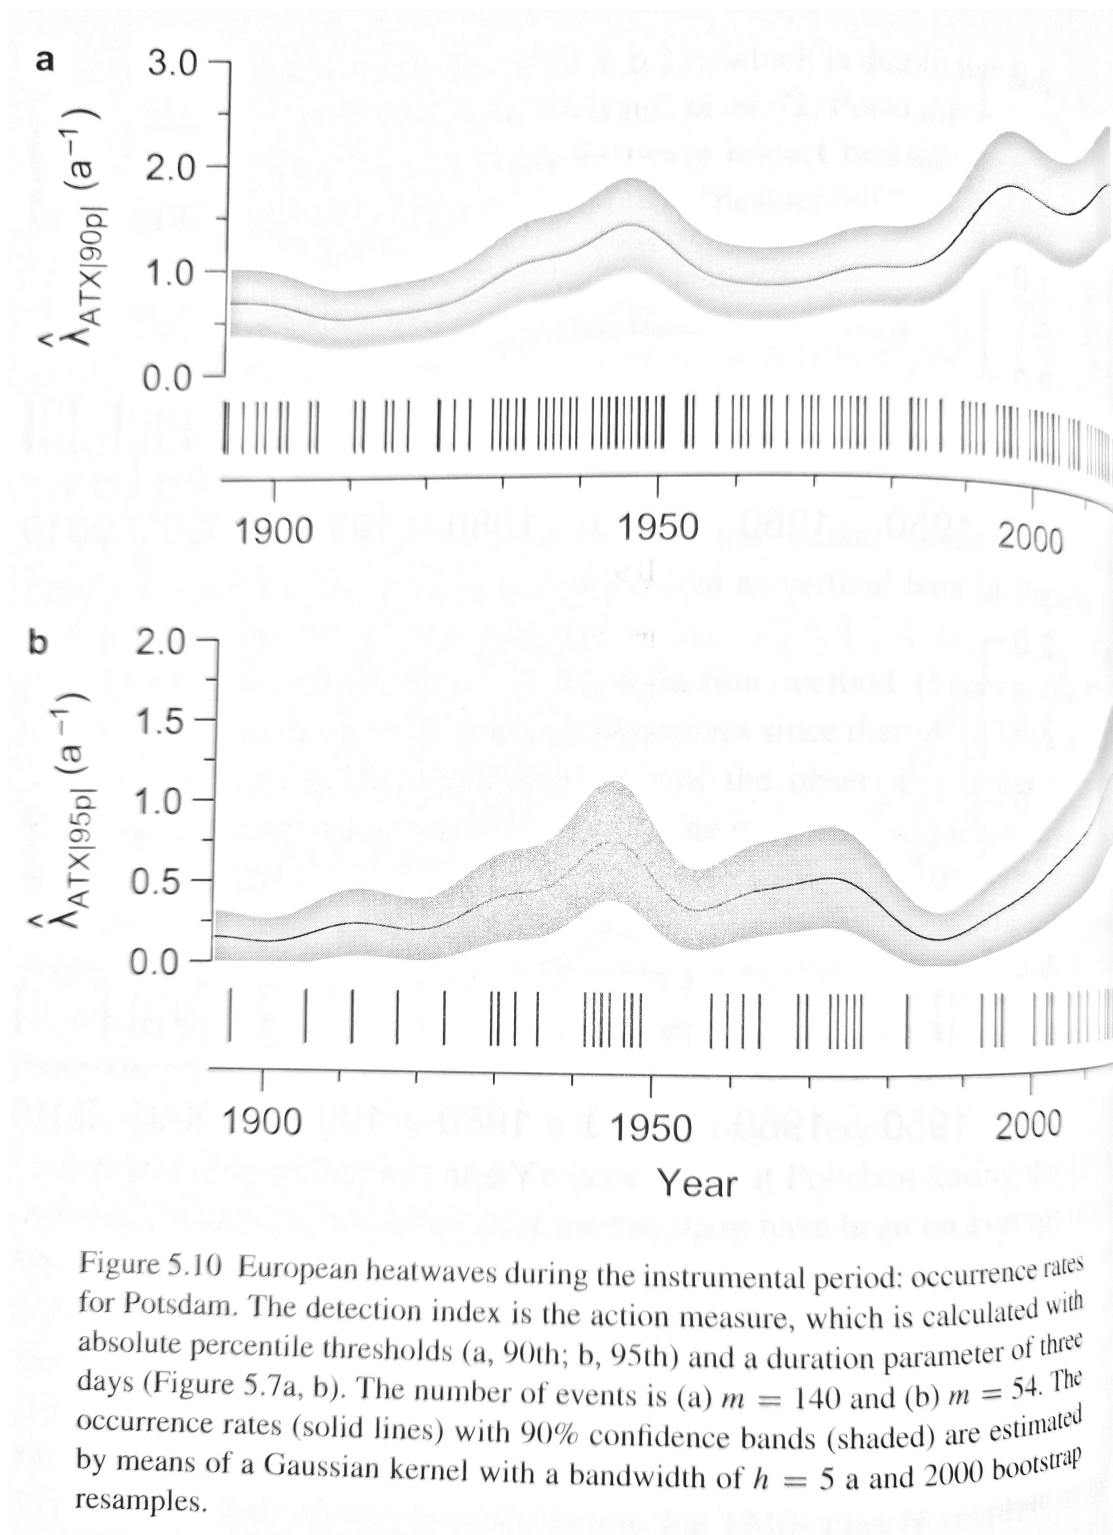 a
3.0
2.0
1.0
0.0
λ̂ATX|90p| (a⁻¹)
1900 1950 2000
b
2.0
1.5
1.0
0.5
0.0
λ̂ATX|95p| (a⁻¹)
1900 1950 2000
Year
Figure 5.10 European heatwaves during the instrumental period: occurrence rates
for Potsdam. The detection index is the action measure, which is calculated with
absolute percentile thresholds (a, 90th; b, 95th) and a duration parameter of three
days (Figure 5.7a, b). The number of events is (a) m = 140 and (b) m = 54. The
occurrence rates (solid lines) with 90% confidence bands (shaded) are estimated
by means of a Gaussian kernel with a bandwidth of h = 5 a and 2000 bootstrap
resamples.